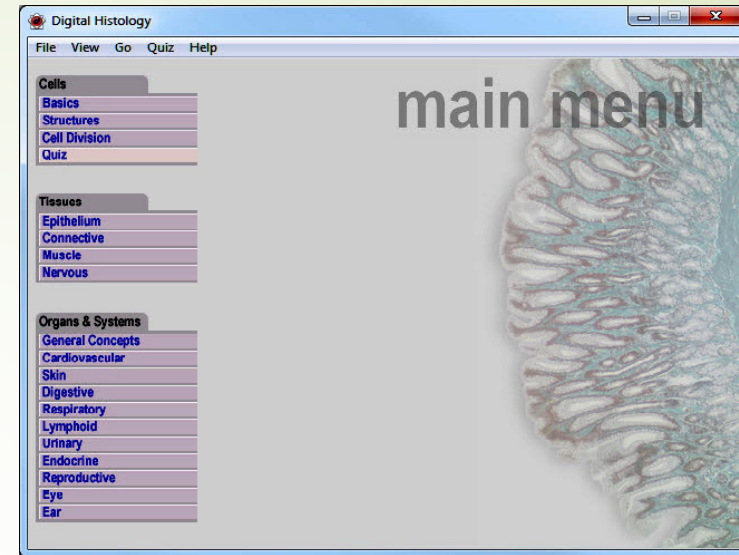 Digital Histology
File View Go Quiz Help
main menu
Cells
Basics
Structures
Cell Division
Quiz
Tissues
Epithelium
Connective
Muscle
Nervous
Organs & Systems
General Concepts
Cardiovascular
Skin
Digestive
Respiratory
Lymphoid
Urinary
Endocrine
Reproductive
Eye
Ear